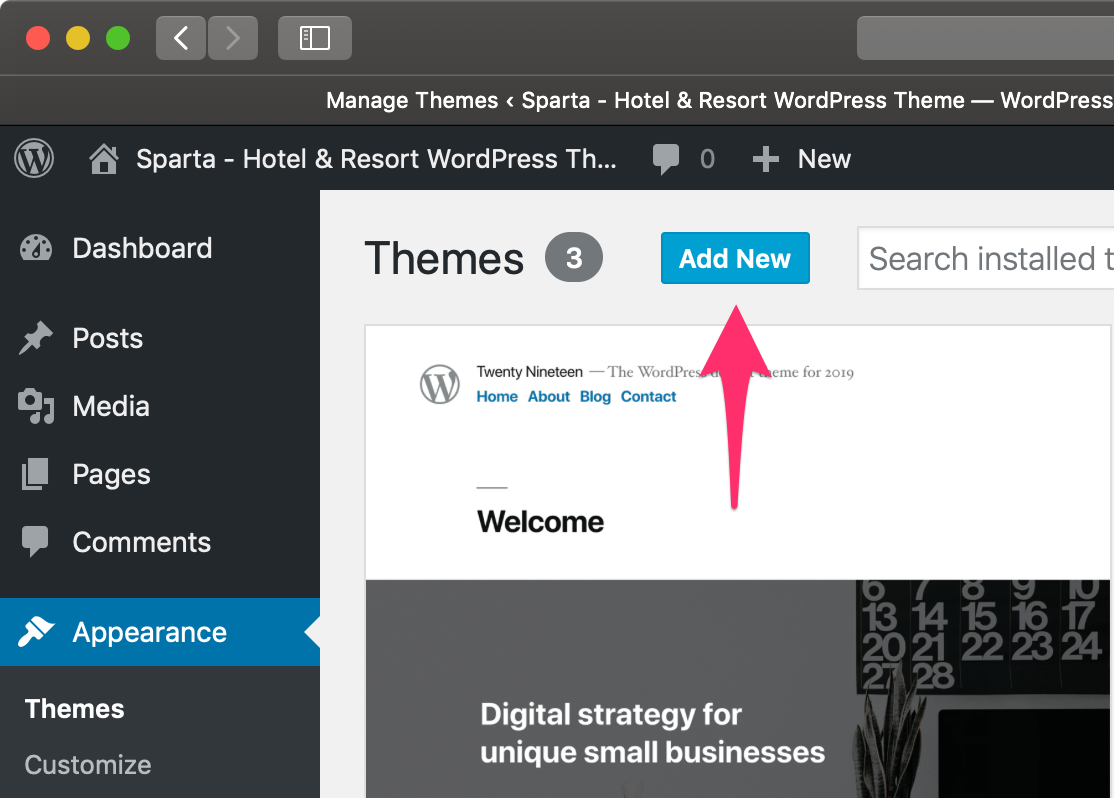 Manage Themes ‹ Sparta - Hotel & Resort WordPress Theme — WordPress
Sparta - Hotel & Resort WordPress Th... 0 New
Dashboard
Posts
Media
Pages
Comments
Appearance
Themes
Customize
Themes 3 Add New Search installed t
Twenty Nineteen — The WordPress theme for 2019
Home About Blog Contact
Welcome
6 7 8 9 10
13 14 15 16 17
20 21 22 23 24
27 28
Digital strategy for
unique small businesses